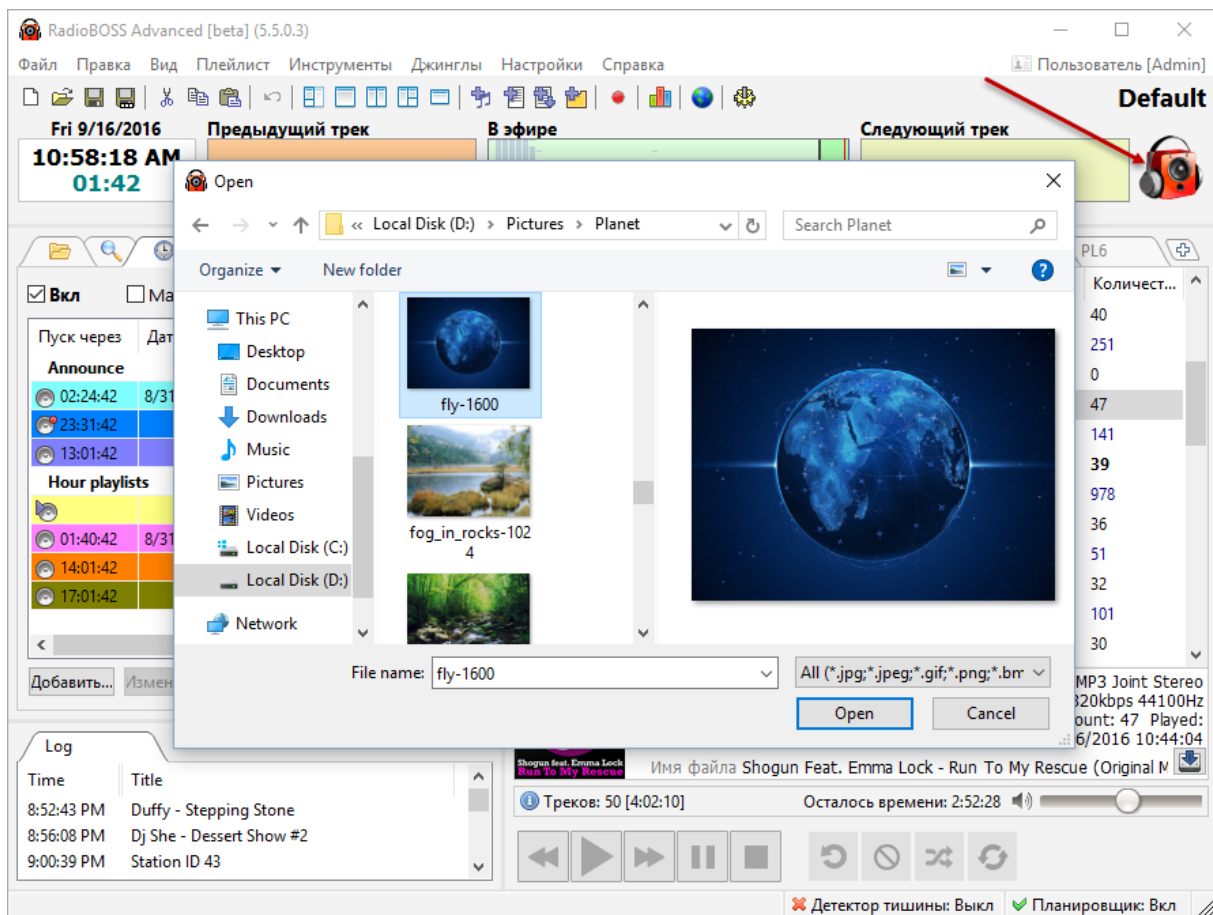 RadioBOSS Advanced [beta] (5.5.0.3)
Файл Правка Вид Плейлист Инструменты Джинглы Настройки Справка Пользователь [Admin]
Default
Fri 9/16/2016 Предыдущий трек В эфире Следующий трек
10:58:18 AM
01:42
Open
« Local Disk (D:) > Pictures > Planet Search Planet
Organize New folder
This PC
Desktop
Documents
Downloads
Music
Pictures
Videos
Local Disk (C:)
Local Disk (D:)
Network
fly-1600
fog_in_rocks-102
4
File name: fly-1600 All (*.jpg;*.jpeg;*.gif;*.png;*.bm
Open Cancel
PL6
Вкл
Пуск через
Announce
02:24:42 8/31
23:31:42
13:01:42
Hour playlists
01:40:42 8/31
14:01:42
17:01:42
Добавить...
Количест...
40
251
0
47
141
39
978
36
51
32
101
30
MP3 Joint Stereo
320kbps 44100Hz
ount: 47 Played:
6/2016 10:44:04
Log
Time Title
8:52:43 PM Duffy - Stepping Stone
8:56:08 PM Dj She - Dessert Show #2
9:00:39 PM Station ID 43
Shogun feat. Emma Lock
Run To My Rescue
Имя файла Shogun Feat. Emma Lock - Run To My Rescue (Original M
Треков: 50 [4:02:10] Осталось времени: 2:52:28
Детектор тишины: Выкл Планировщик: Вкл